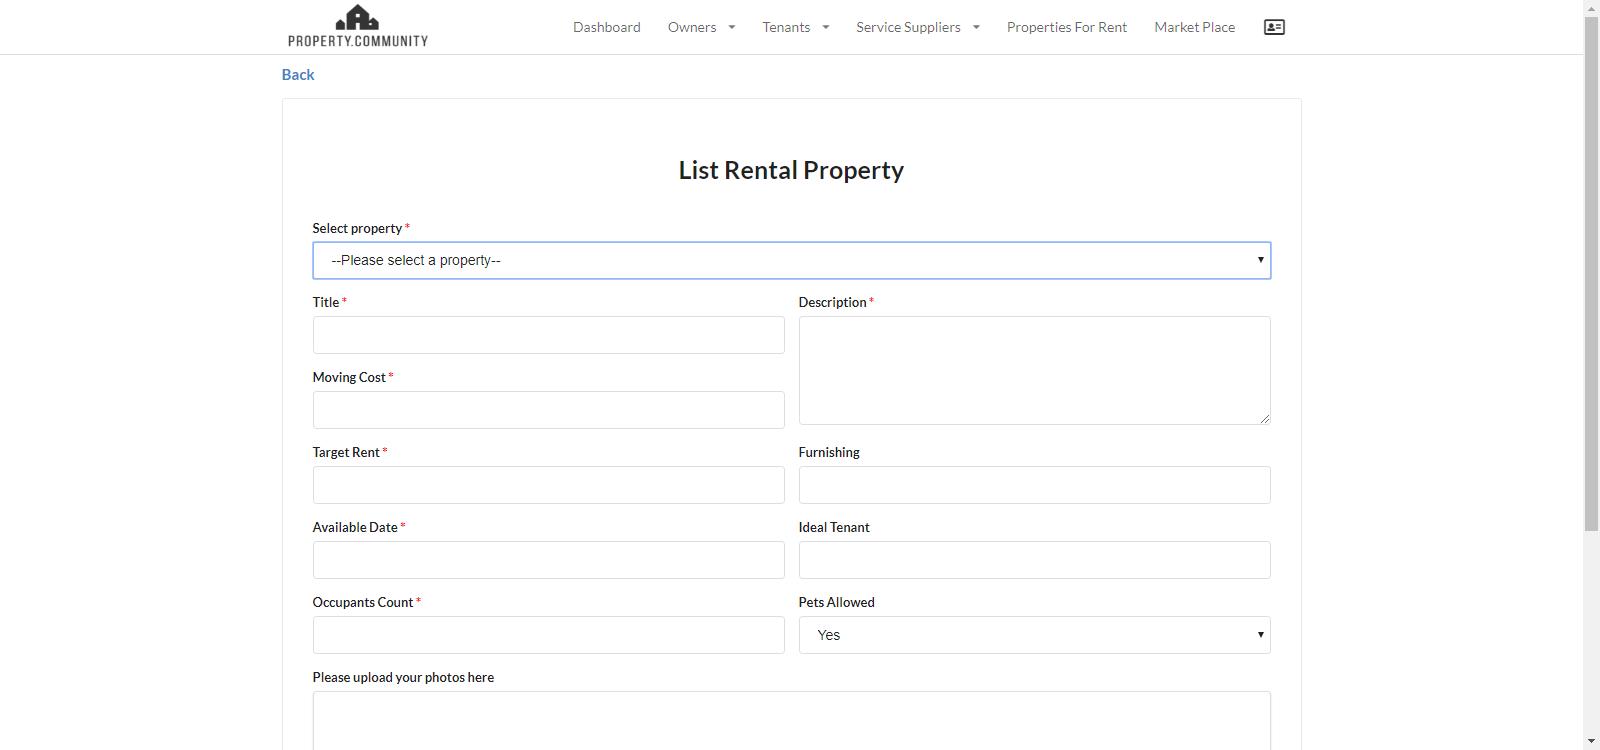 PROPERTY.COMMUNITY
Dashboard Owners Tenants Service Suppliers Properties For Rent Market Place
Back
List Rental Property
Select property *
--Please select a property--
Title * Description *
Moving Cost *
Target Rent * Furnishing
Available Date * Ideal Tenant
Occupants Count * Pets Allowed
Yes
Please upload your photos here